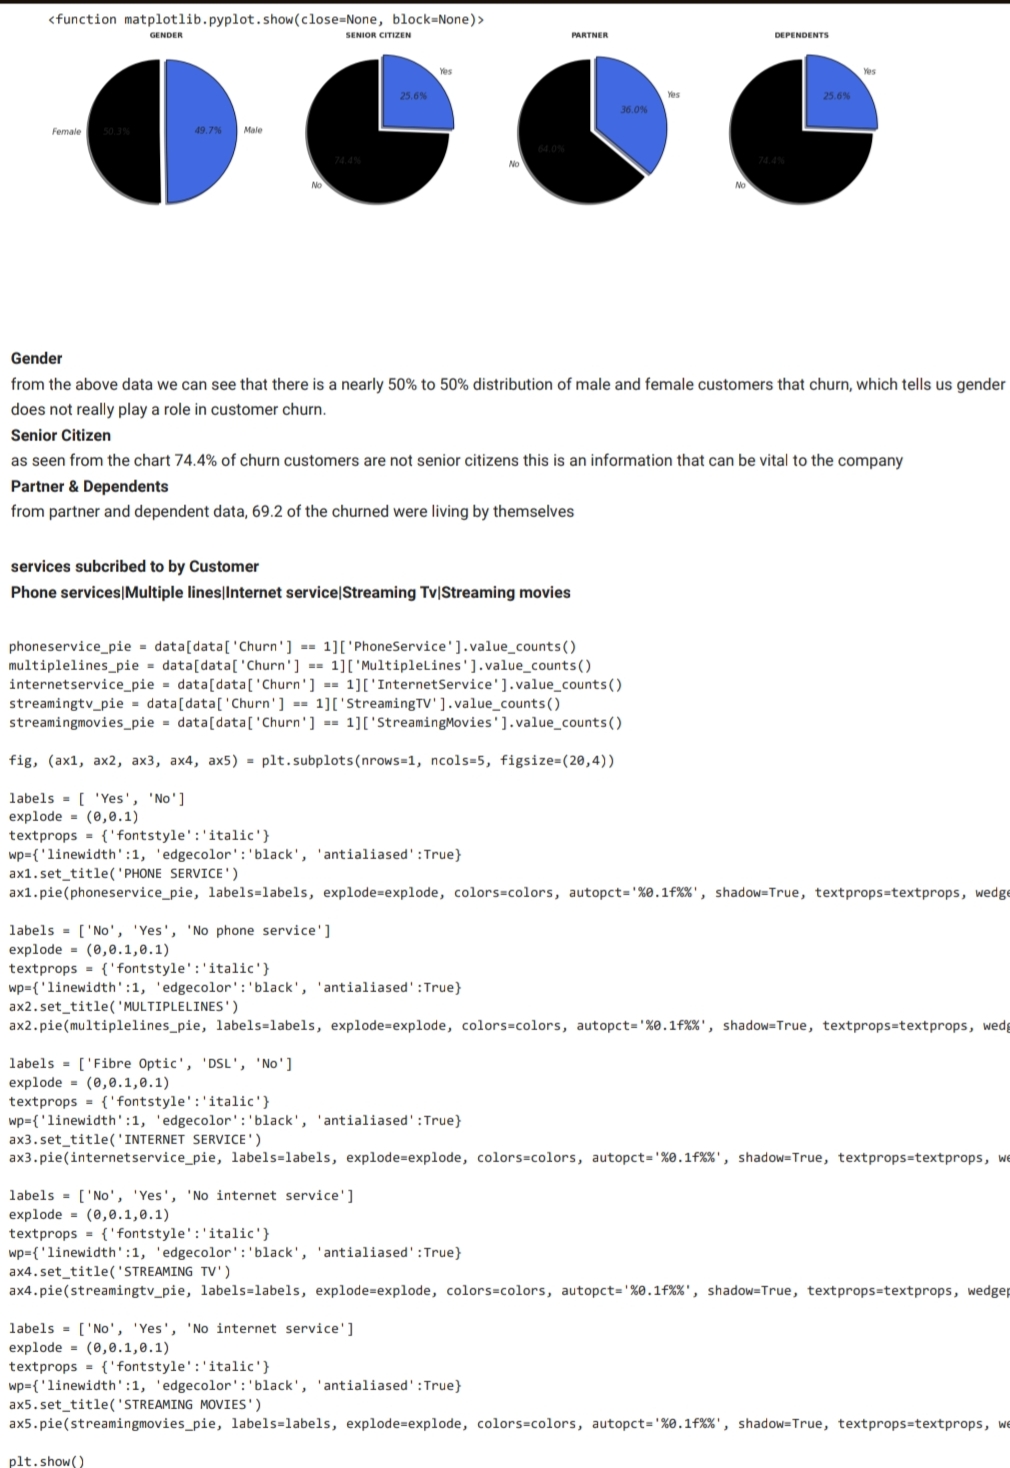 <function matplotlib.pyplot.show(close=None, block=None)>
GENDER
Female
50.3%
49.7%
Male
SENIOR CITIZEN
Yes
25.6%
74.4%
No
PARTNER
Yes
36.0%
64.0%
No
DEPENDENTS
Yes
25.6%
74.4%
No
Gender
from the above data we can see that there is a nearly 50% to 50% distribution of male and female customers that churn, which tells us gender
does not really play a role in customer churn.
Senior Citizen
as seen from the chart 74.4% of churn customers are not senior citizens this is an information that can be vital to the company
Partner & Dependents
from partner and dependent data, 69.2 of the churned were living by themselves
services subcribed to by Customer
Phone services|Multiple lines|Internet service|Streaming Tv|Streaming movies
phoneservice_pie = data[data['Churn'] == 1]['PhoneService'].value_counts()
multiplelines_pie = data[data['Churn'] == 1]['MultipleLines'].value_counts()
internetservice_pie = data[data['Churn'] == 1]['InternetService'].value_counts()
streamingtv_pie = data[data['Churn'] == 1]['StreamingTV'].value_counts()
streamingmovies_pie = data[data['Churn'] == 1]['StreamingMovies'].value_counts()
fig, (ax1, ax2, ax3, ax4, ax5) = plt.subplots(nrows=1, ncols=5, figsize=(20,4))
labels = [ 'Yes', 'No']
explode = (0,0.1)
textprops = {'fontstyle':'italic'}
wp={'linewidth':1, 'edgecolor':'black', 'antialiased':True}
ax1.set_title('PHONE SERVICE')
ax1.pie(phoneservice_pie, labels=labels, explode=explode, colors=colors, autopct='%0.1f%%', shadow=True, textprops=textprops, wedge
labels = ['No', 'Yes', 'No phone service']
explode = (0,0.1,0.1)
textprops = {'fontstyle':'italic'}
wp={'linewidth':1, 'edgecolor':'black', 'antialiased':True}
ax2.set_title('MULTIPLELINES')
ax2.pie(multiplelines_pie, labels=labels, explode=explode, colors=colors, autopct='%0.1f%%', shadow=True, textprops=textprops, wedg
labels = ['Fibre Optic', 'DSL', 'No']
explode = (0,0.1,0.1)
textprops = {'fontstyle':'italic'}
wp={'linewidth':1, 'edgecolor':'black', 'antialiased':True}
ax3.set_title('INTERNET SERVICE')
ax3.pie(internetservice_pie, labels=labels, explode=explode, colors=colors, autopct='%0.1f%%', shadow=True, textprops=textprops, we
labels = ['No', 'Yes', 'No internet service']
explode = (0,0.1,0.1)
textprops = {'fontstyle':'italic'}
wp={'linewidth':1, 'edgecolor':'black', 'antialiased':True}
ax4.set_title('STREAMING TV')
ax4.pie(streamingtv_pie, labels=labels, explode=explode, colors=colors, autopct='%0.1f%%', shadow=True, textprops=textprops, wedgep
labels = ['No', 'Yes', 'No internet service']
explode = (0,0.1,0.1)
textprops = {'fontstyle':'italic'}
wp={'linewidth':1, 'edgecolor':'black', 'antialiased':True}
ax5.set_title('STREAMING MOVIES')
ax5.pie(streamingmovies_pie, labels=labels, explode=explode, colors=colors, autopct='%0.1f%%', shadow=True, textprops=textprops, we
plt.show()